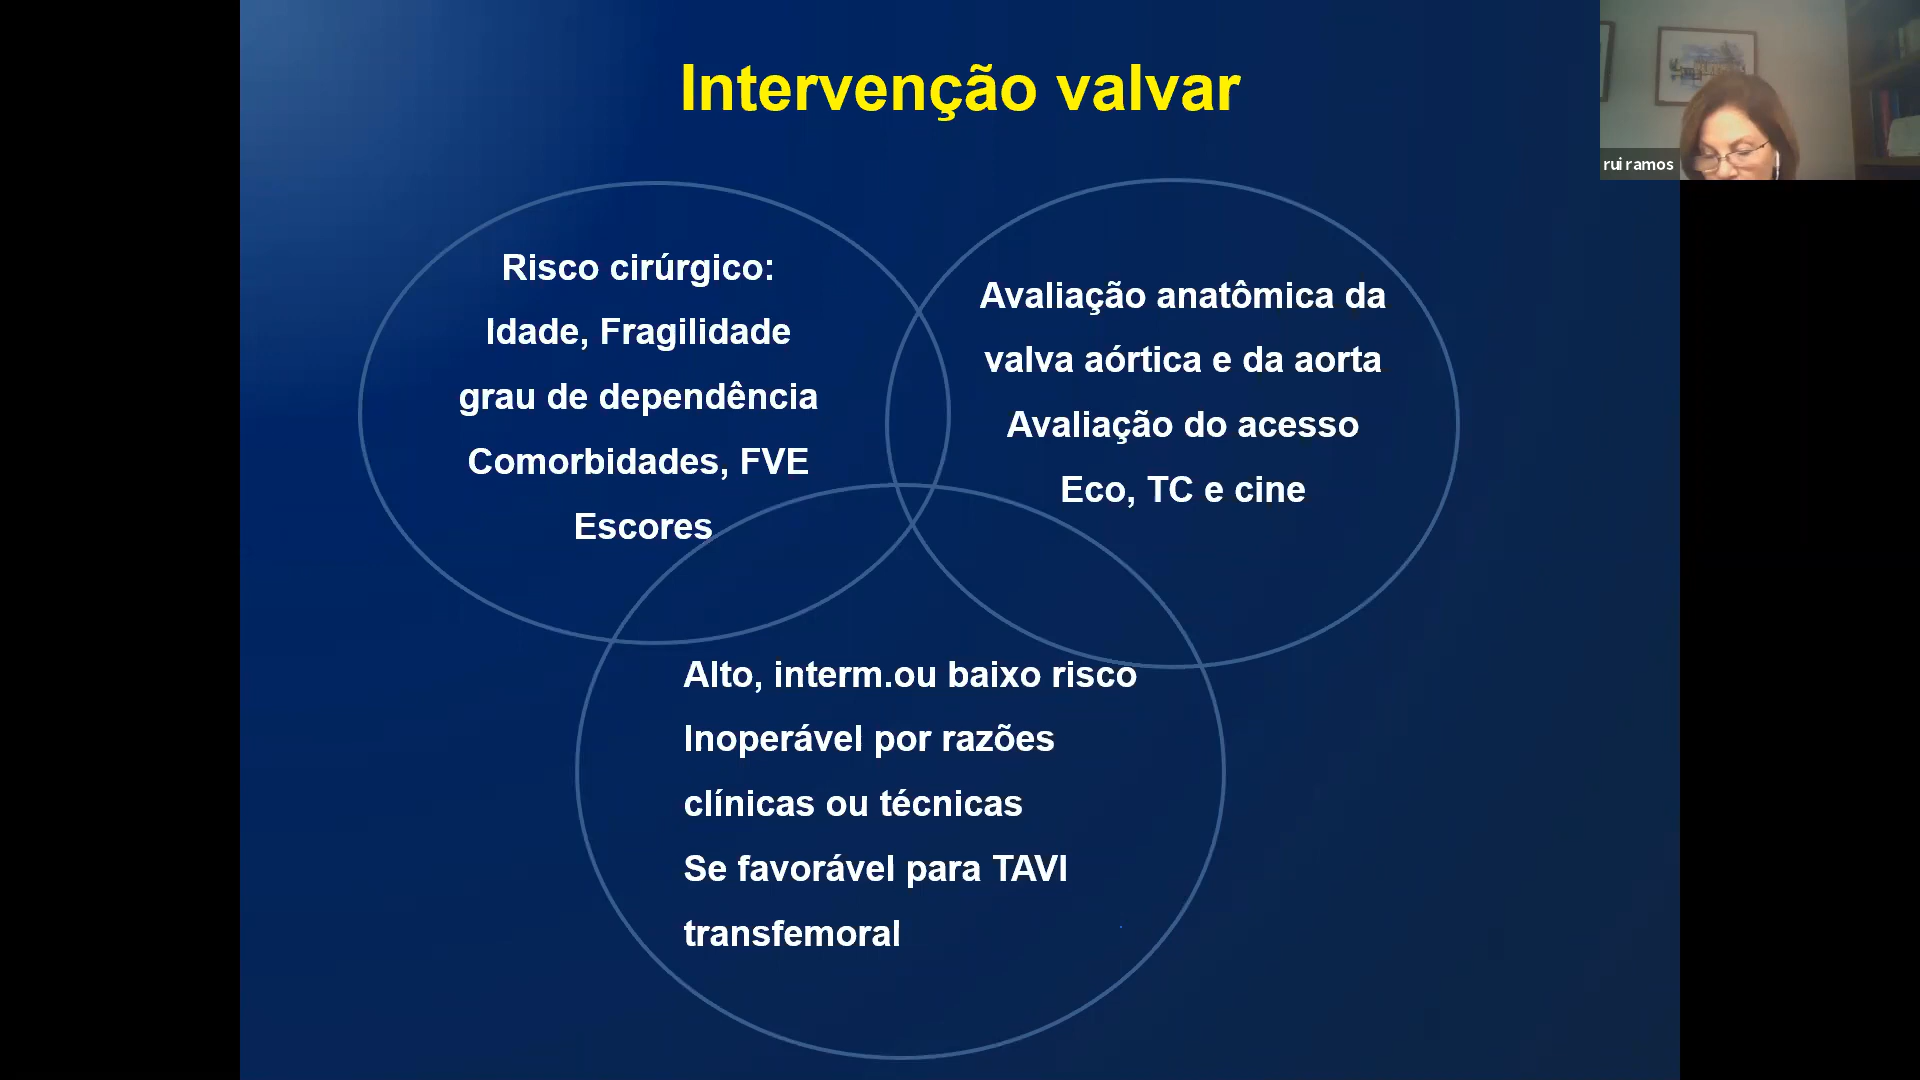 Intervenção valvar
rui ramos
Risco cirúrgico:
Idade, Fragilidade
grau de dependência
Comorbidades, FVE
Escores
Avaliação anatômica da
valva aórtica e da aorta
Avaliação do acesso
Eco, TC e cine
Alto, interm.ou baixo risco
Inoperável por razões
clínicas ou técnicas
Se favorável para TAVI
transfemoral